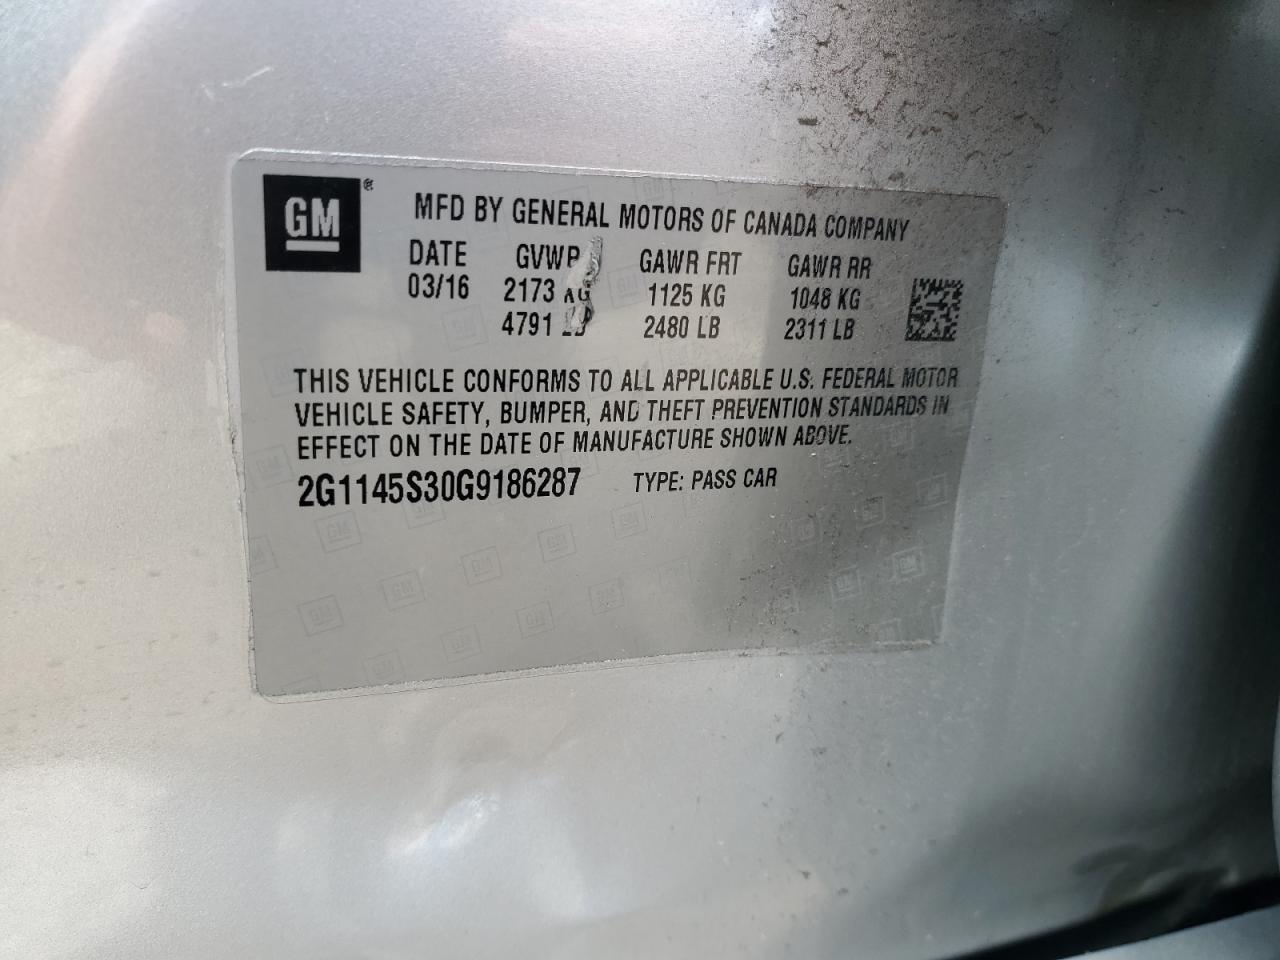 GM®
MFD BY GENERAL MOTORS OF CANADA COMPANY
DATE GVWR GAWR FRT GAWR RR
03/16 2173 KG 1125 KG 1048 KG
4791 LB 2480 LB 2311 LB
THIS VEHICLE CONFORMS TO ALL APPLICABLE U.S. FEDERAL MOTOR
VEHICLE SAFETY, BUMPER, AND THEFT PREVENTION STANDARDS IN
EFFECT ON THE DATE OF MANUFACTURE SHOWN ABOVE.
2G1145S30G9186287 TYPE: PASS CAR